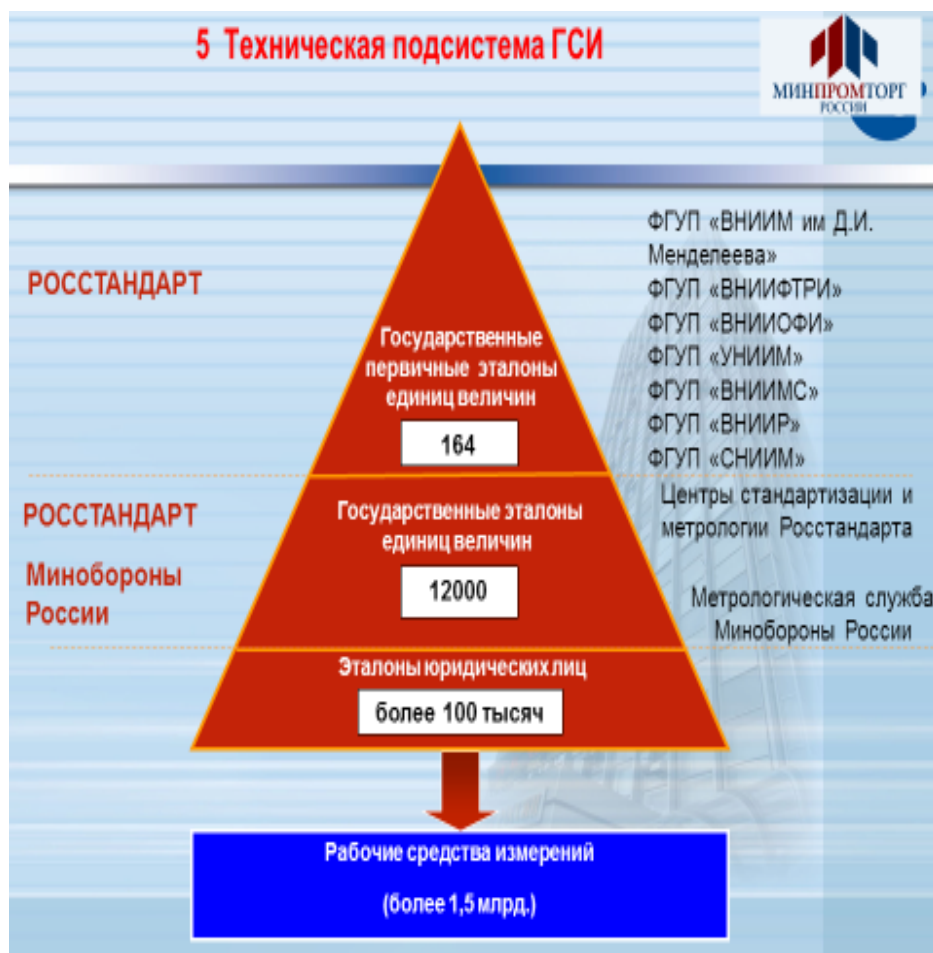 5 Техническая подсистема ГСИ
МИНПРОМТОРГ
РОССИИ
РОССТАНДАРТ
Государственные
первичные эталоны
единиц величин
164
ФГУП «ВНИИМ им Д.И.
Менделеева»
ФГУП «ВНИИФТРИ»
ФГУП «ВНИИОФИ»
ФГУП «УНИИМ»
ФГУП «ВНИИМС»
ФГУП «ВНИИР»
ФГУП «СНИИМ»
РОССТАНДАРТ
Минобороны
России
Государственные эталоны
единиц величин
12000
Центры стандартизации и
метрологии Росстандарта
Метрологическая служба
Минобороны России
Эталоны юридических лиц
более 100 тысяч
Рабочие средства измерений
(более 1,5 млрд.)